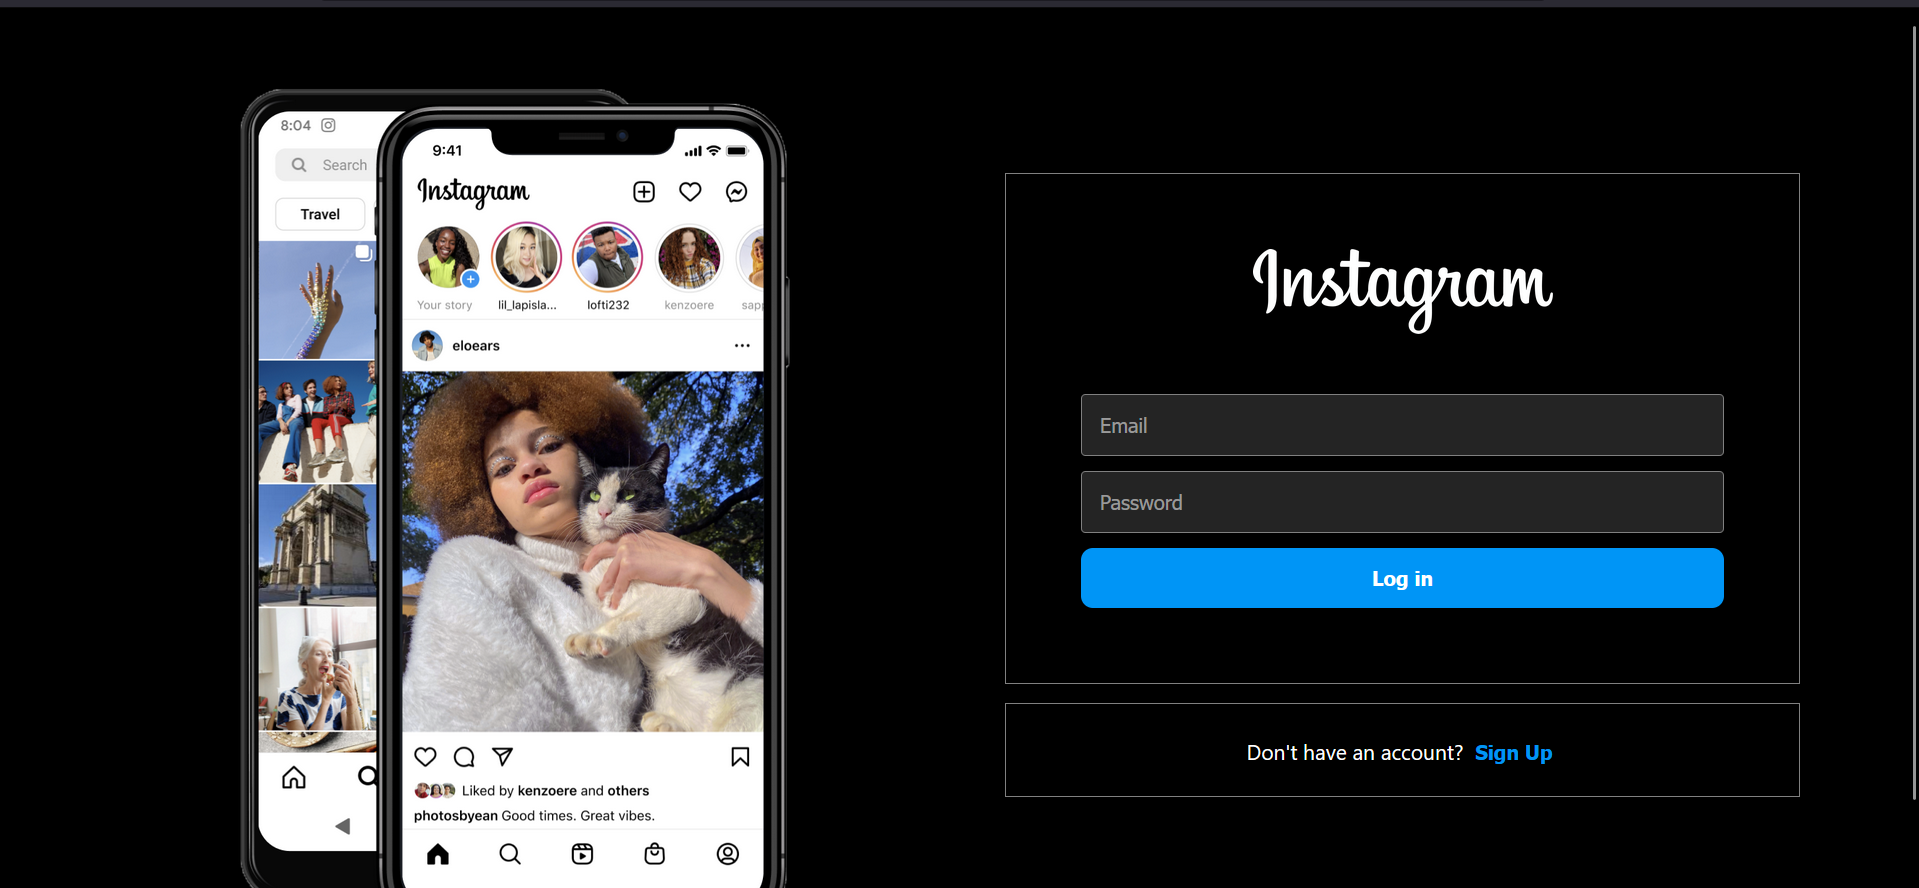 8:04
Search
Travel
9:41
Instagram
Your story
lil_lapisla...
lofti232
kenzoere
sapp
eloears
Liked by kenzoere and others
photosbyean Good times. Great vibes.
Instagram
Email
Password
Log in
Don't have an account? Sign Up